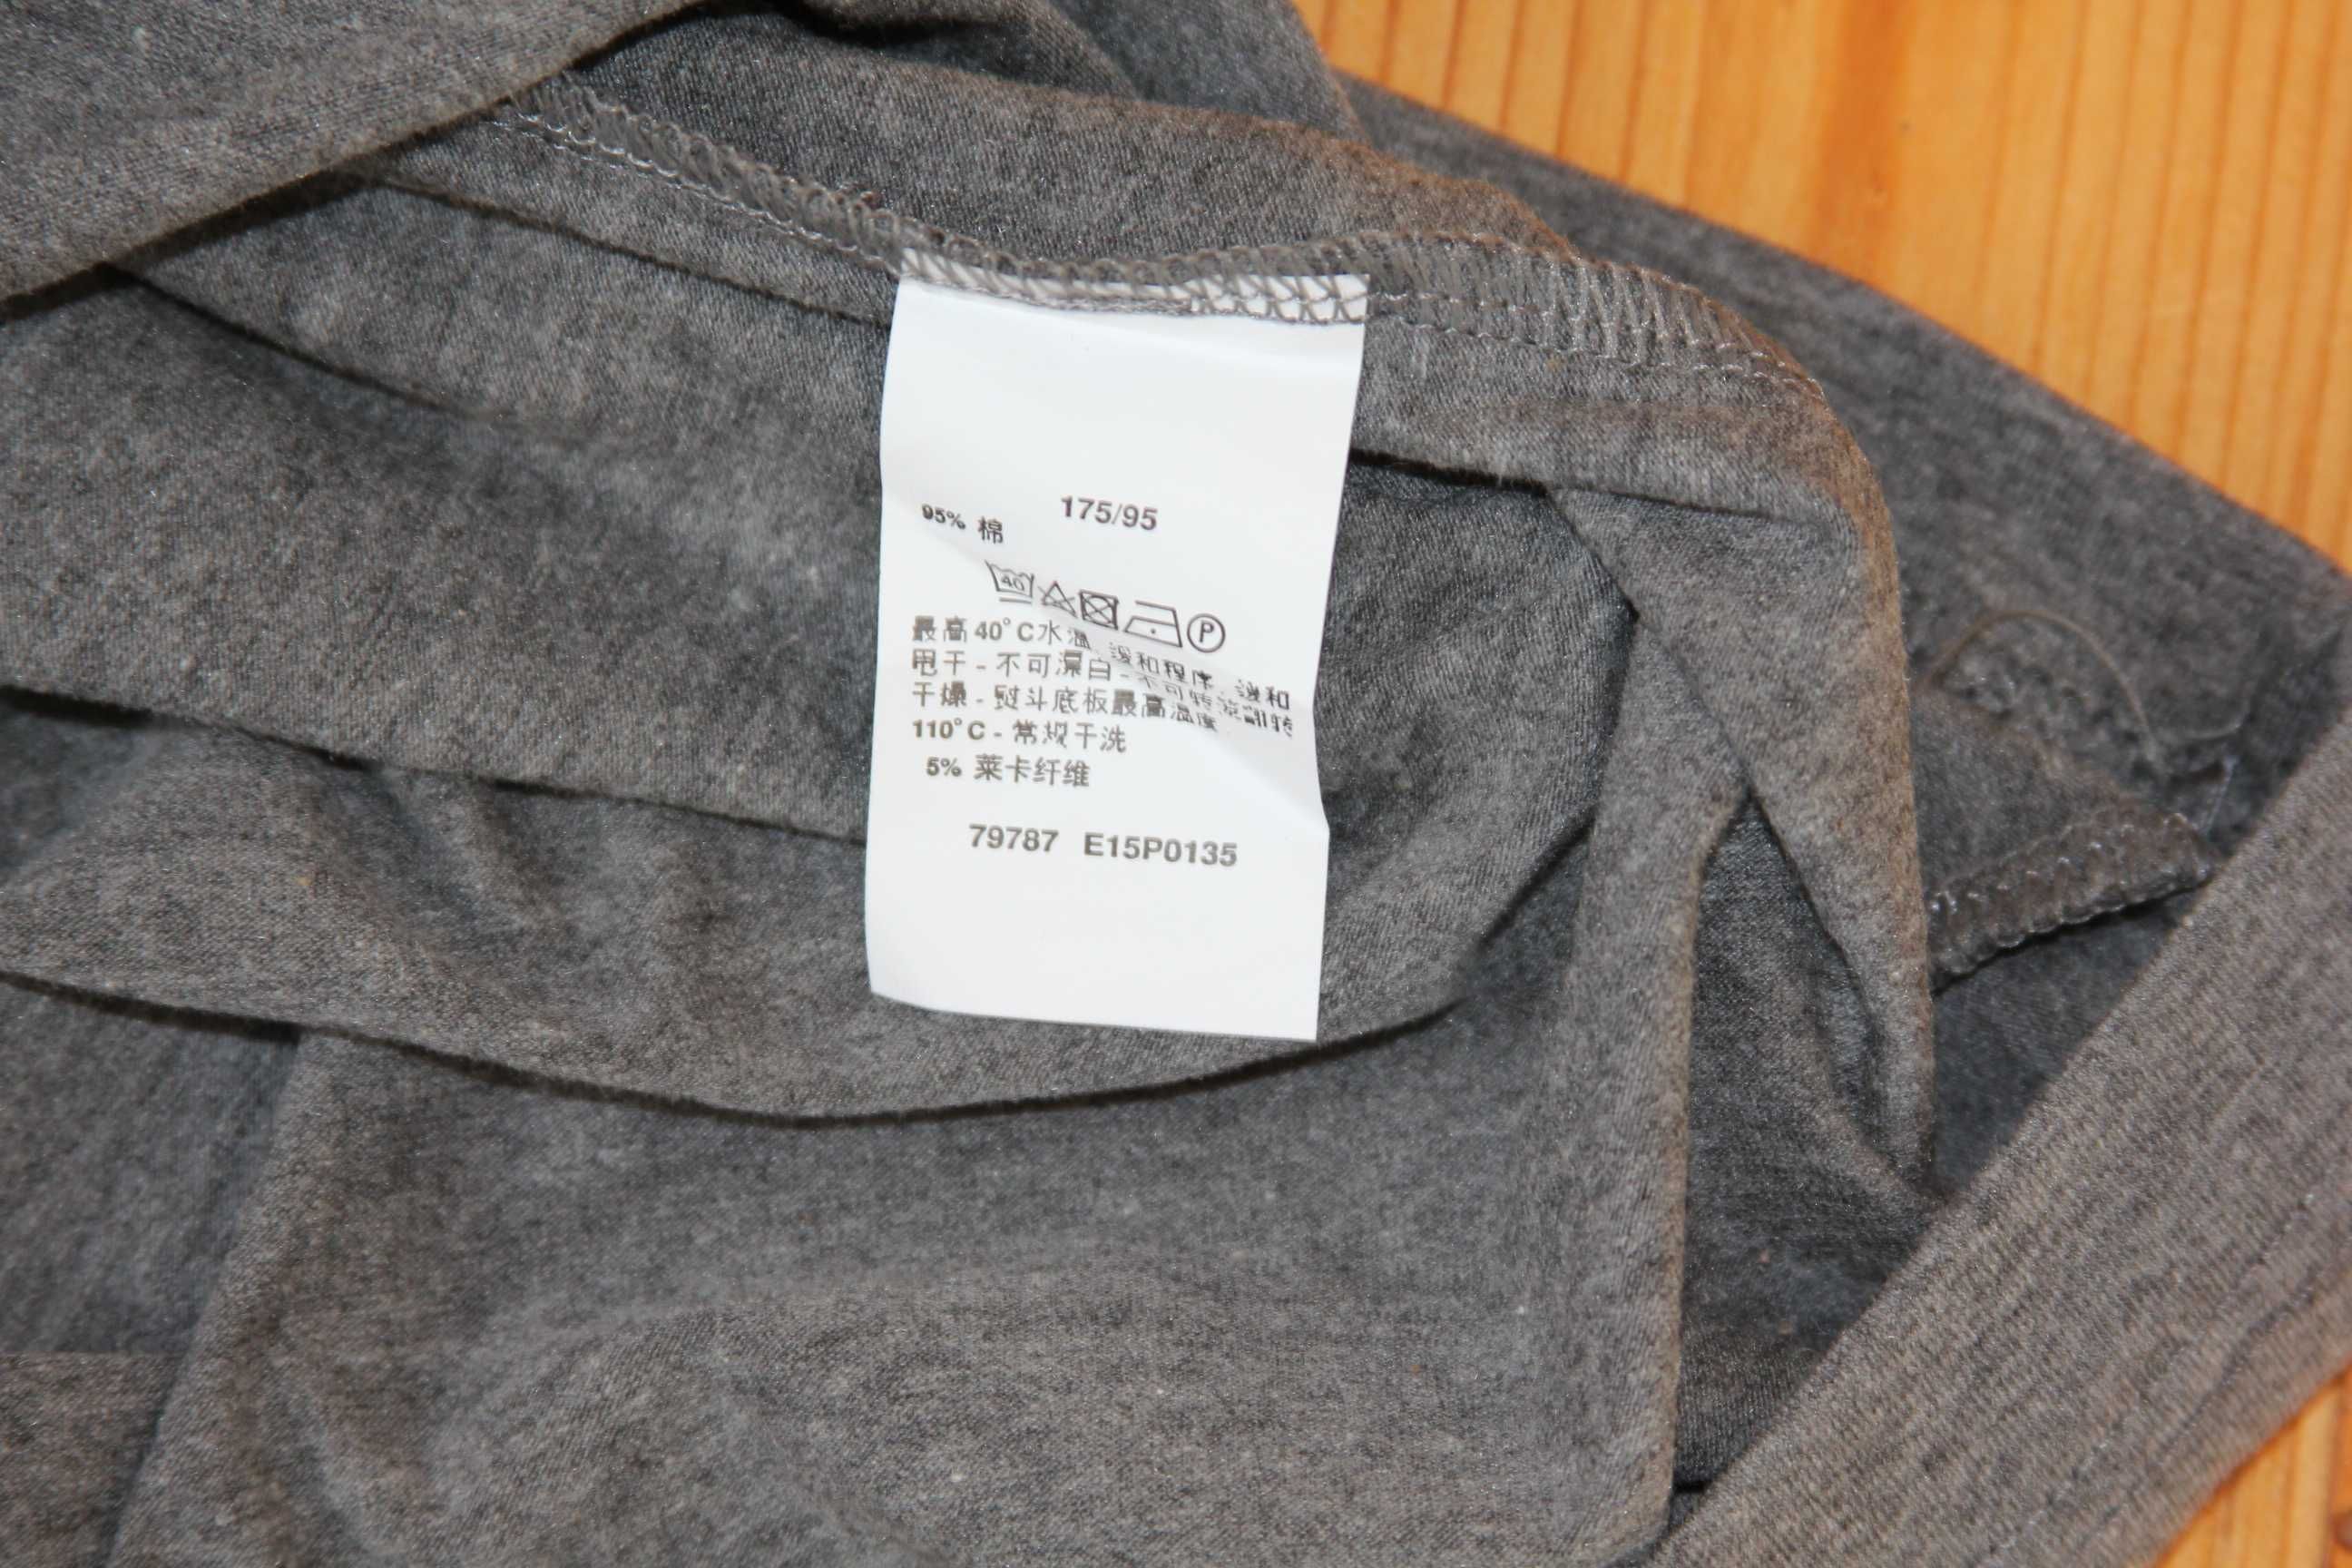 175/95
95% 棉
40 P
最高40°C水温, 缓和程序, 缓和
甩干 - 不可漂白 - 不可转笼翻转
干燥 - 熨斗底板最高温度
110°C - 常规干洗
5% 莱卡纤维
79787 E15P0135